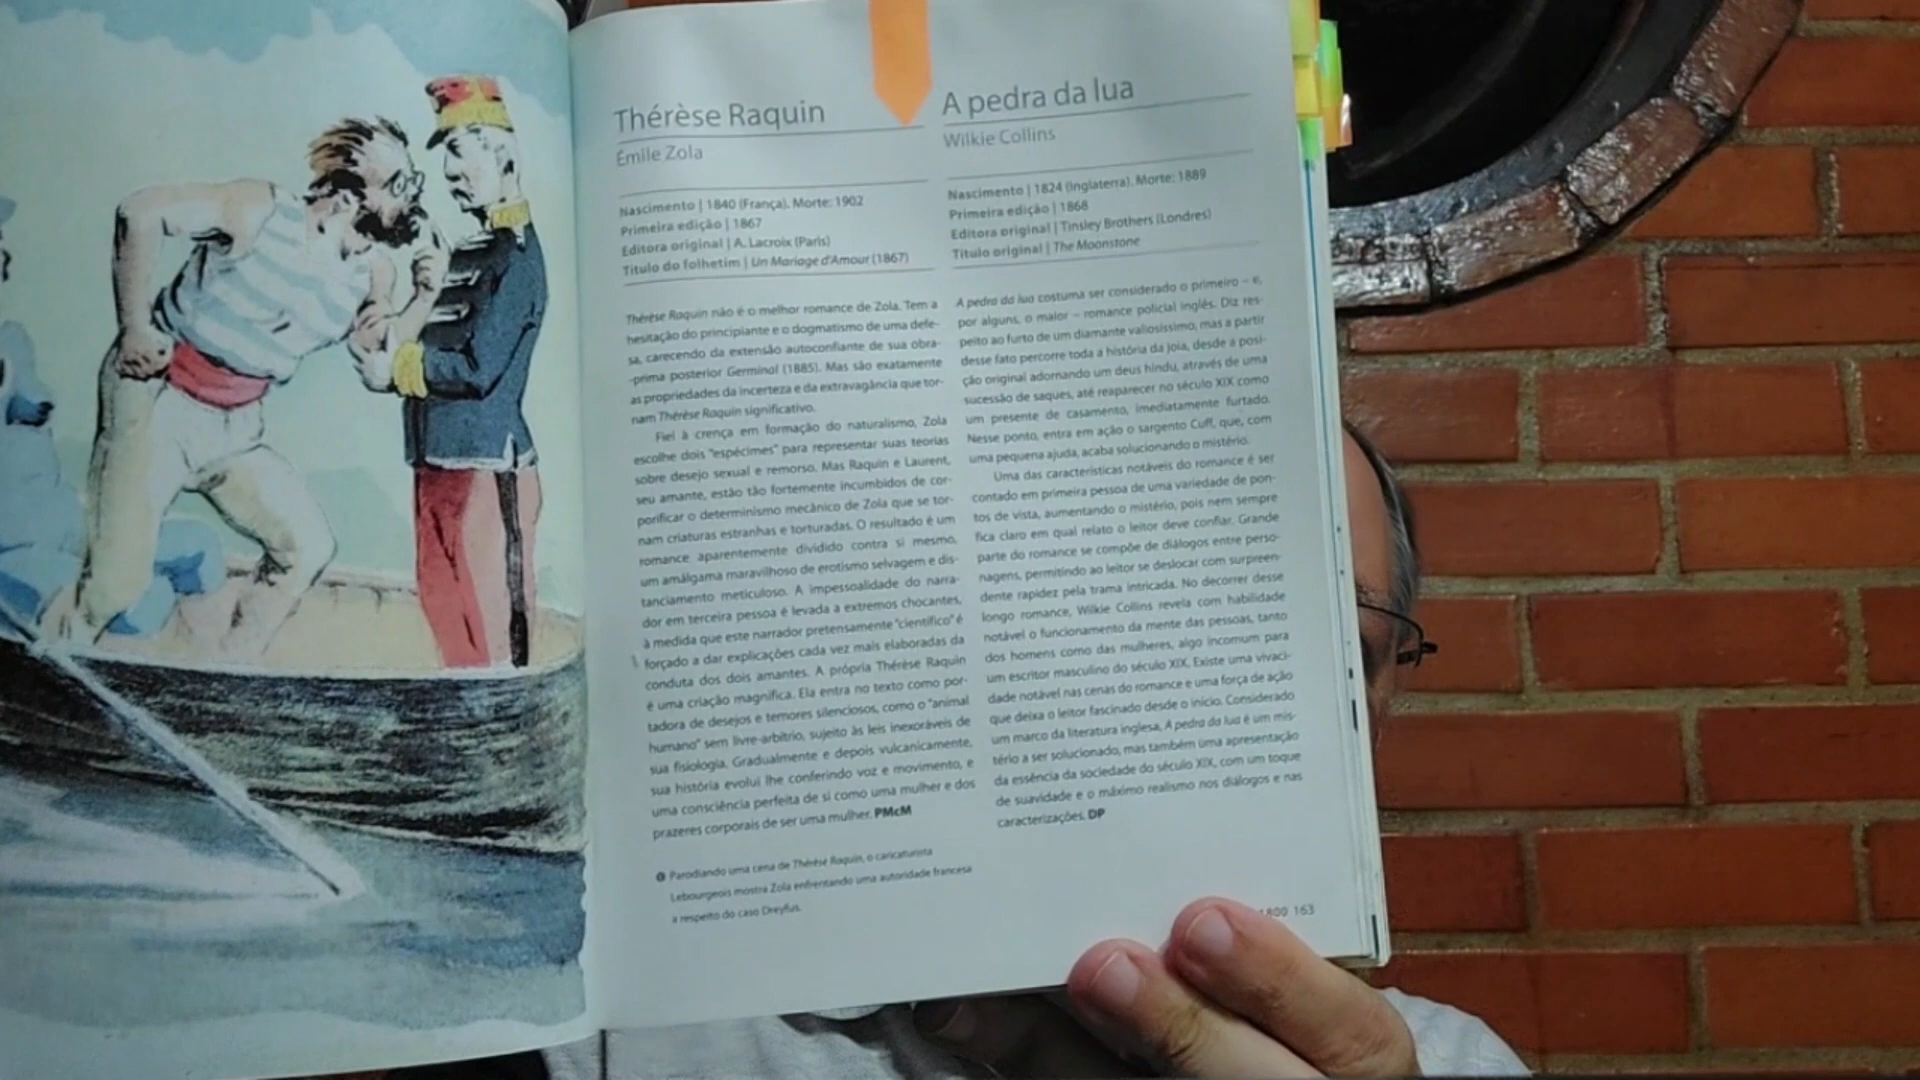 Thérèse Raquin
Émile Zola
Nascimento | 1840 (França). Morte: 1902
Primeira edição | 1867
Editora original | A. Lacroix (Paris)
Título do folhetim | Un Mariage d'Amour (1867)
Thérèse Raquin não é o melhor romance de Zola. Tem a
hesitação do principiante e o dogmatismo de uma defe-
sa, carecendo da extensão autoconfiante de sua obra-
-prima posterior Germinal (1885). Mas são exatamente
as propriedades da incerteza e da extravagância que tor-
nam Thérèse Raquin significativo.
Fiel à crença em formação do naturalismo, Zola
escolhe dois "espécimes" para representar suas teorias
sobre desejo sexual e remorso. Mas Raquin e Laurent,
seu amante, estão tão fortemente incumbidos de cor-
porificar o determinismo mecânico de Zola que se tor-
nam criaturas estranhas e torturadas. O resultado é um
romance aparentemente dividido contra si mesmo,
um amálgama maravilhoso de erotismo selvagem e dis-
tanciamento meticuloso. A impessoalidade do narra-
dor em terceira pessoa é levada a extremos chocantes,
à medida que este narrador pretensamente "científico" é
forçado a dar explicações cada vez mais elaboradas da
conduta dos dois amantes. A própria Thérèse Raquin
é uma criação magnífica. Ela entra no texto como por-
tadora de desejos e temores silenciosos, como o "animal
humano" sem livre-arbítrio, sujeito às leis inexoráveis de
sua fisiologia. Gradualmente e depois vulcanicamente,
sua história evolui lhe conferindo voz e movimento, e
uma consciência perfeita de si como uma mulher e dos
prazeres corporais de ser uma mulher. PMcM
Parodiando uma cena de Thérèse Raquin, o caricaturista
Lebourgeois mostra Zola enfrentando uma autoridade francesa
a respeito do caso Dreyfus.
A pedra da lua
Wilkie Collins
Nascimento | 1824 (Inglaterra). Morte: 1889
Primeira edição | 1868
Editora original | Tinsley Brothers (Londres)
Título original | The Moonstone
A pedra da lua costuma ser considerado o primeiro – e,
por alguns, o maior – romance policial inglês. Diz res-
peito ao furto de um diamante valiosíssimo, mas a partir
desse fato percorre toda a história da joia, desde a posi-
ção original adornando um deus hindu, através de uma
sucessão de saques, até reaparecer no século XIX como
um presente de casamento, imediatamente furtado.
Nesse ponto, entra em ação o sargento Cuff, que, com
uma pequena ajuda, acaba solucionando o mistério.
Uma das características notáveis do romance é ser
contado em primeira pessoa de uma variedade de pon-
tos de vista, aumentando o mistério, pois nem sempre
fica claro em qual relato o leitor deve confiar. Grande
parte do romance se compõe de diálogos entre perso-
nagens, permitindo ao leitor se deslocar com surpreen-
dente rapidez pela trama intricada. No decorrer desse
longo romance, Wilkie Collins revela com habilidade
notável o funcionamento da mente das pessoas, tanto
dos homens como das mulheres, algo incomum para
um escritor masculino do século XIX. Existe uma vivaci-
dade notável nas cenas do romance e uma força de ação
que deixa o leitor fascinado desde o início. Considerado
um marco da literatura inglesa, A pedra da lua é um mis-
tério a ser solucionado, mas também uma apresentação
da essência da sociedade do século XIX, com um toque
de suavidade e o máximo realismo nos diálogos e nas
caracterizações. DP
1800 163